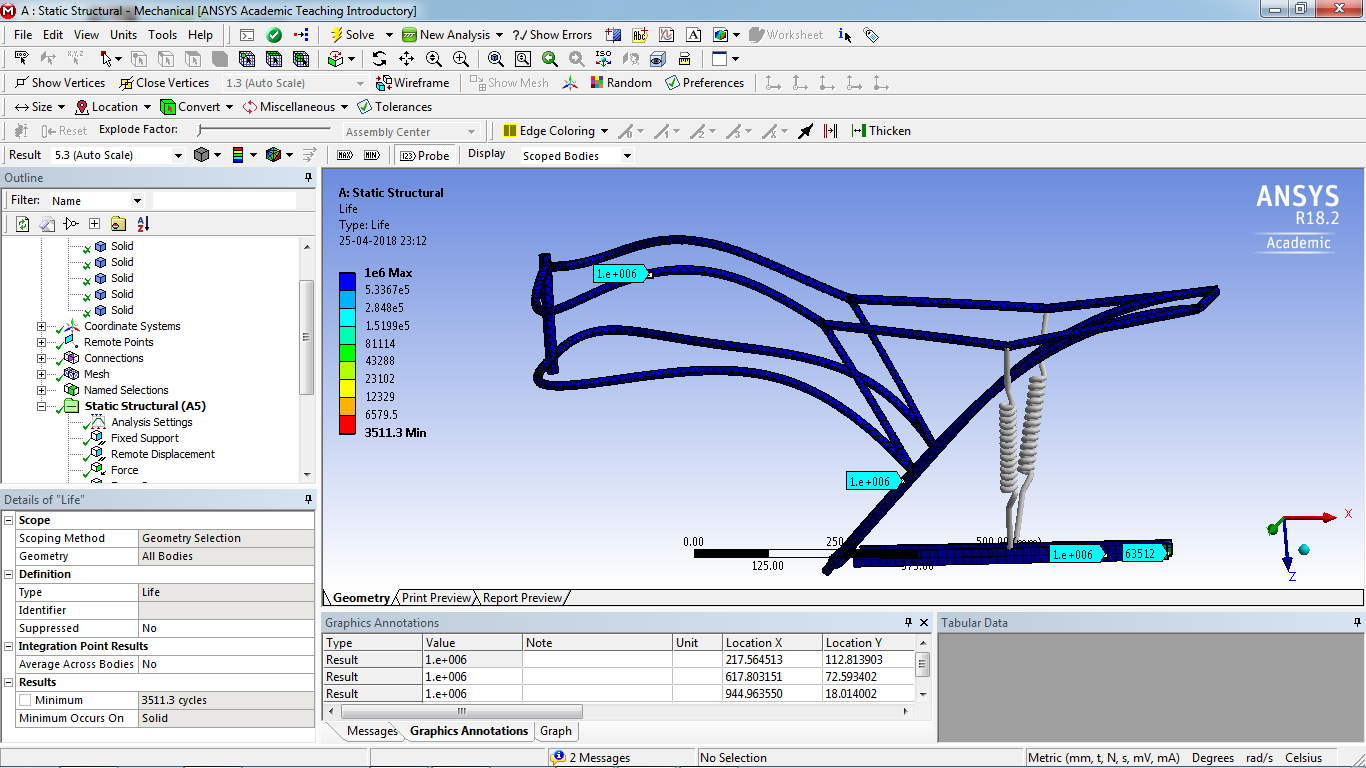 A : Static Structural - Mechanical [ANSYS Academic Teaching Introductory]
File Edit View Units Tools Help Solve New Analysis ?/ Show Errors Worksheet
Show Vertices Close Vertices 1.3 (Auto Scale) Wireframe Show Mesh Random Preferences
Size Location Convert Miscellaneous Tolerances
Reset Explode Factor: Assembly Center Edge Coloring Thicken
Result 5.3 (Auto Scale) MAX MIN Probe Display Scoped Bodies
Outline
Filter: Name
Solid
Solid
Solid
Solid
Solid
Coordinate Systems
Remote Points
Connections
Mesh
Named Selections
Static Structural (A5)
Analysis Settings
Fixed Support
Remote Displacement
Force
Details of "Life"
Scope
Scoping Method Geometry Selection
Geometry All Bodies
Definition
Type Life
Identifier
Suppressed No
Integration Point Results
Average Across Bodies No
Results
Minimum 3511.3 cycles
Minimum Occurs On Solid
A: Static Structural
Life
Type: Life
25-04-2018 23:12
1e6 Max
5.3367e5
2.848e5
1.5199e5
81114
43288
23102
12329
6579.5
3511.3 Min
ANSYS
R18.2
Academic
1.e+006
1.e+006
1.e+006
63512
0.00
125.00
X
Z
Geometry Print Preview Report Preview
Graphics Annotations
Type Value Note Unit Location X Location Y
Result 1.e+006 217.564513 112.813903
Result 1.e+006 617.803151 72.593402
Result 1.e+006 944.963550 18.014002
Messages Graphics Annotations Graph
Tabular Data
2 Messages No Selection Metric (mm, t, N, s, mV, mA) Degrees rad/s Celsius